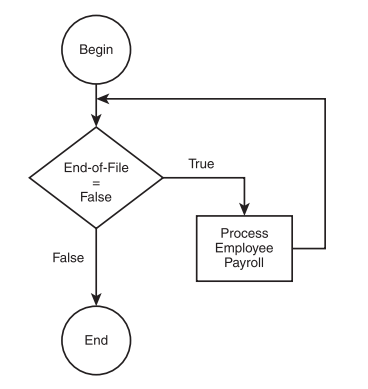 Begin
End-of-File
=
False
True
Process
Employee
Payroll
False
End